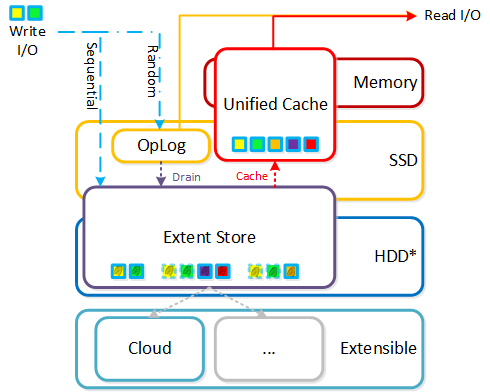 Write
I/O
Read I/O
Sequential
Random
Memory
Unified Cache
OpLog
SSD
Drain
Cache
Extent Store
HDD*
Cloud
...
Extensible